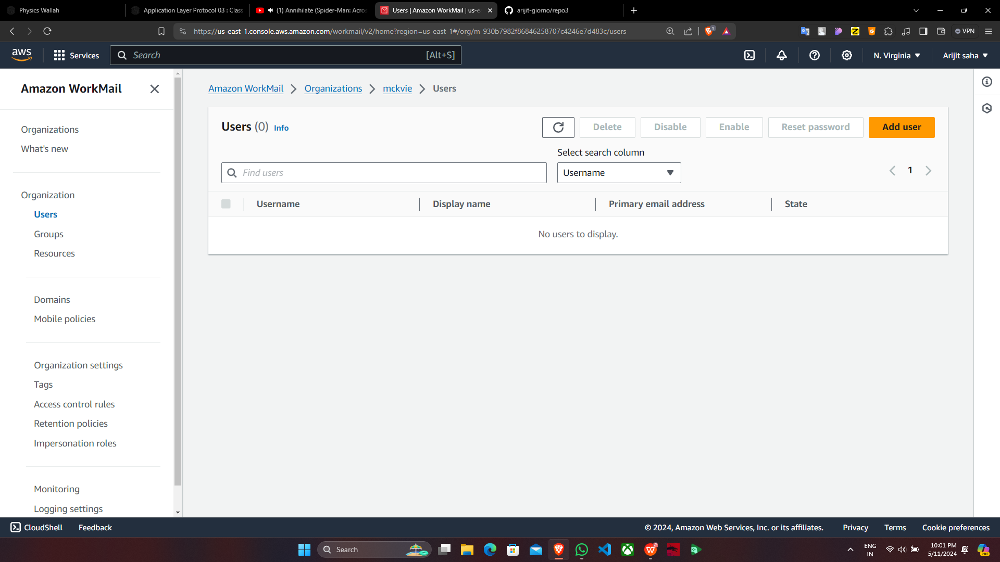 Physics Wallah
Application Layer Protocol 03 : Class
(1) Annihilate (Spider-Man: Acros
Users | Amazon WorkMail | us-e
arijit-giorno/repo3
https://us-east-1.console.aws.amazon.com/workmail/v2/home?region=us-east-1#/org/m-930b7982f86846258707c4246e7d483c/users
1
VPN
aws
Services
Search
[Alt+S]
N. Virginia
Arijit saha
Amazon WorkMail
Organizations
What's new
Organization
Users
Groups
Resources
Domains
Mobile policies
Organization settings
Tags
Access control rules
Retention policies
Impersonation roles
Monitoring
Logging settings
Amazon WorkMail > Organizations > mckvie > Users
Users (0) Info
Delete
Disable
Enable
Reset password
Add user
Select search column
Find users
Username
1
Username
Display name
Primary email address
State
No users to display.
CloudShell
Feedback
© 2024, Amazon Web Services, Inc. or its affiliates.
Privacy
Terms
Cookie preferences
Search
ENG
IN
10:01 PM
5/11/2024
PRE